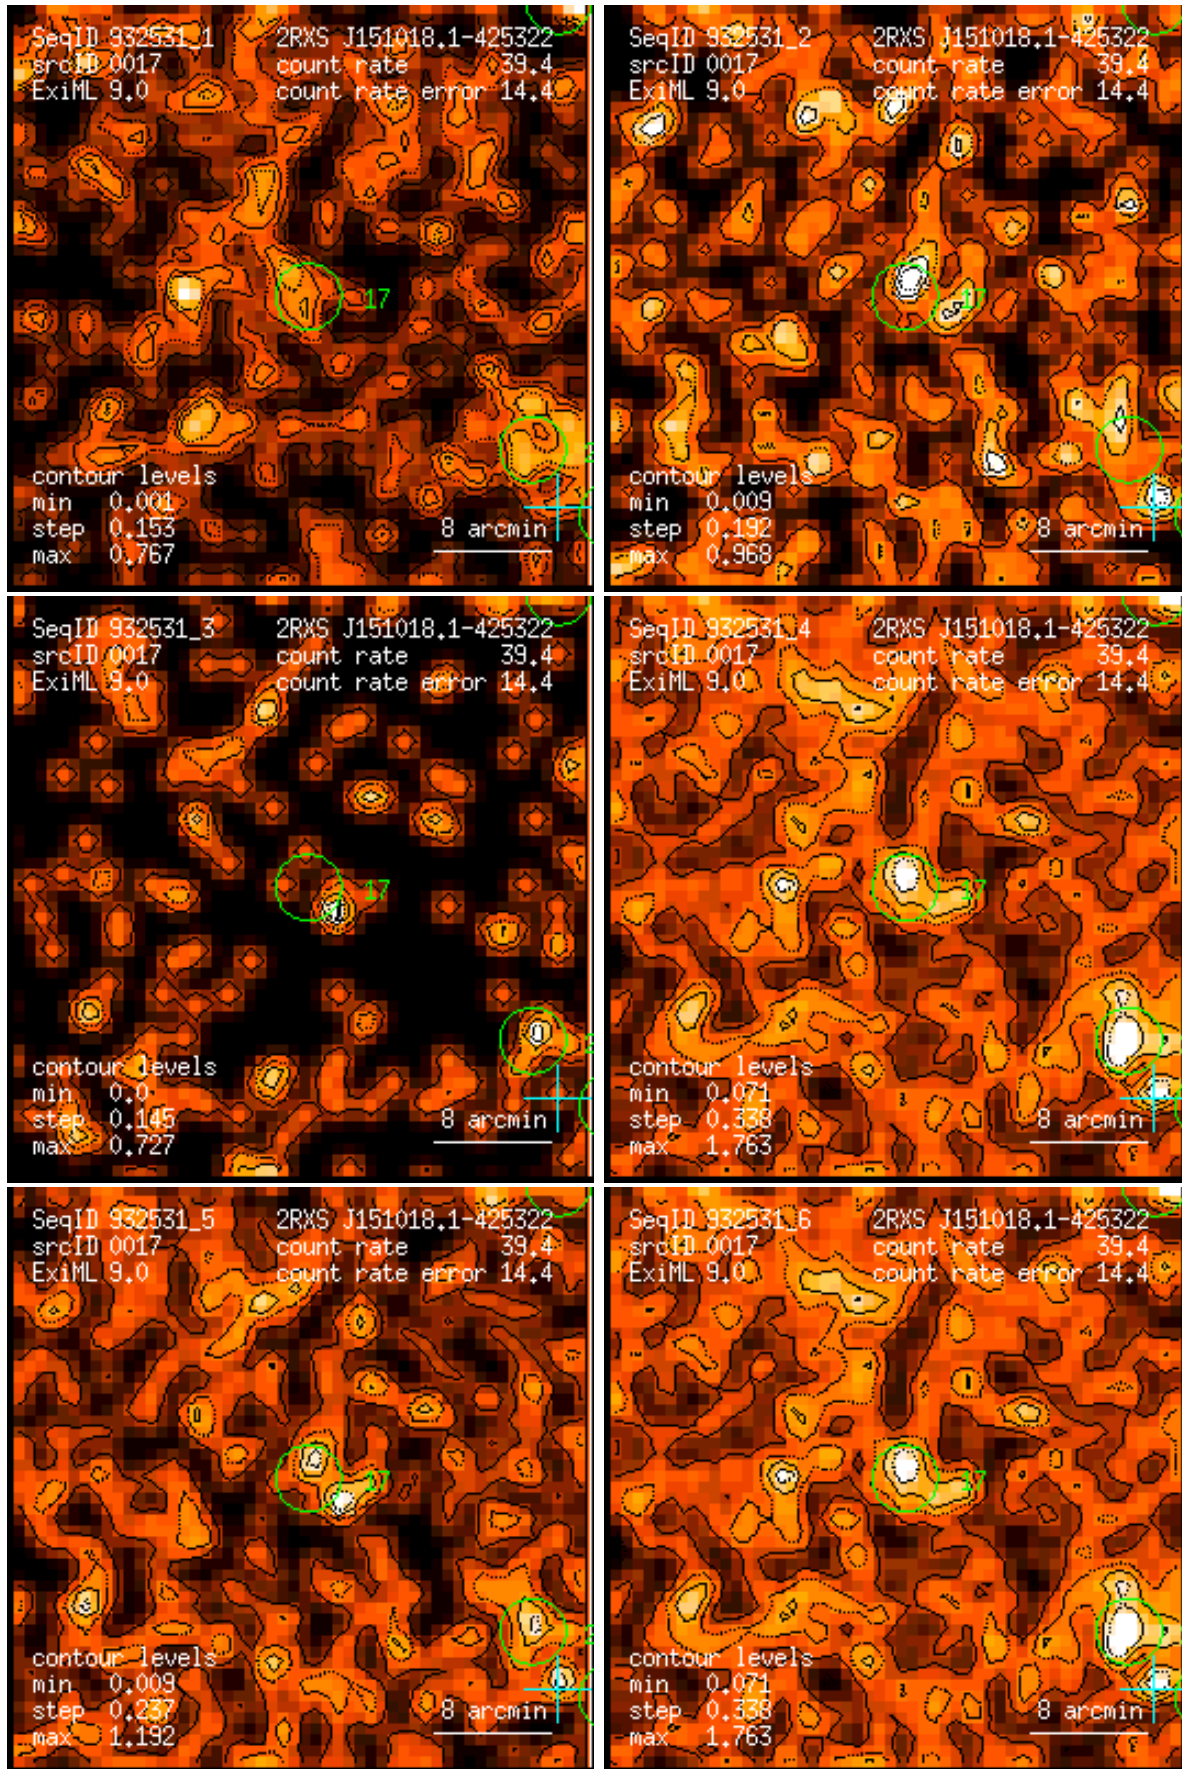 SeqID 932531_1 2RXS J151018.1-425322
srcID 0017 count rate 39.4
ExiML 9.0 count rate error 14.4
17
contour levels
min 0.001
step 0.153 8 arcmin
max 0.767
SeqID 932531_2 2RXS J151018.1-425322
srcID 0017 count rate 39.4
ExiML 9.0 count rate error 14.4
17
contour levels
min 0.009
step 0.192 8 arcmin
max 0.968
SeqID 932531_3 2RXS J151018.1-425322
srcID 0017 count rate 39.4
ExiML 9.0 count rate error 14.4
17
contour levels
min 0.0
step 0.145 8 arcmin
max 0.727
SeqID 932531_4 2RXS J151018.1-425322
srcID 0017 count rate 39.4
ExiML 9.0 count rate error 14.4
17
contour levels
min 0.071
step 0.338 8 arcmin
max 1.763
SeqID 932531_5 2RXS J151018.1-425322
srcID 0017 count rate 39.4
ExiML 9.0 count rate error 14.4
17
contour levels
min 0.009
step 0.237 8 arcmin
max 1.192
SeqID 932531_6 2RXS J151018.1-425322
srcID 0017 count rate 39.4
ExiML 9.0 count rate error 14.4
17
contour levels
min 0.071
step 0.338 8 arcmin
max 1.763